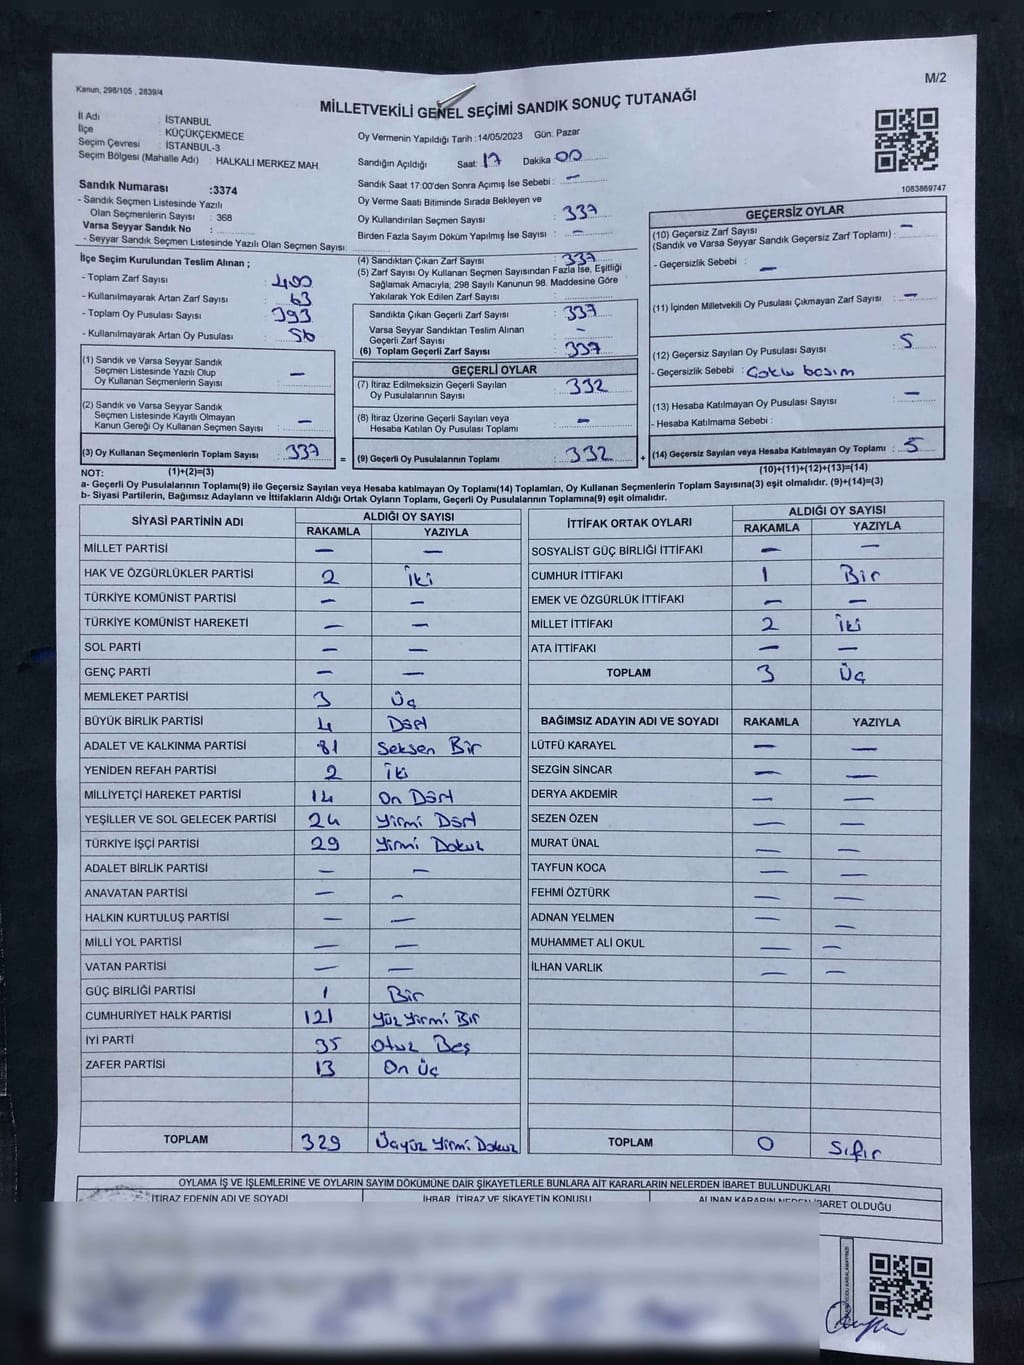 Kanun, 298/105 , 2839/4
M/2
MİLLETVEKİLİ GENEL SEÇİMİ SANDIK SONUÇ TUTANAĞI
İl Adı : İSTANBUL
İlçe : KÜÇÜKÇEKMECE
Seçim Çevresi : İSTANBUL-3
Seçim Bölgesi (Mahalle Adı) : HALKALI MERKEZ MAH.
Sandık Numarası :3374
- Sandık Seçmen Listesinde Yazılı
Olan Seçmenlerin Sayısı : 368
Varsa Seyyar Sandık No :
- Seyyar Sandık Seçmen Listesinde Yazılı Olan Seçmen Sayısı:
Oy Vermenin Yapıldığı Tarih : 14/05/2023 Gün: Pazar
Sandığın Açıldığı Saat: 17 Dakika 00
Sandık Saat 17:00'den Sonra Açımış İse Sebebi : —
Oy Verme Saati Bitiminde Sırada Bekleyen ve
Oy Kullandırılan Seçmen Sayısı : 337
Birden Fazla Sayım Döküm Yapılmış İse Sayısı : —
1083869747
İlçe Seçim Kurulundan Teslim Alınan ;
- Toplam Zarf Sayısı : 400
- Kullanılmayarak Artan Zarf Sayısı : 63
- Toplam Oy Pusulası Sayısı : 393
- Kullanılmayarak Artan Oy Pusulası : 56
(4) Sandıktan Çıkan Zarf Sayısı : 337
(5) Zarf Sayısı Oy Kullanan Seçmen Sayısından Fazla İse, Eşitliği
Sağlamak Amacıyla, 298 Sayılı Kanunun 98. Maddesine Göre
Yakılarak Yok Edilen Zarf Sayısı :
Sandıkta Çıkan Geçerli Zarf Sayısı : 337
Varsa Seyyar Sandıktan Teslim Alınan
Geçerli Zarf Sayısı : —
(6) Toplam Geçerli Zarf Sayısı : 337
GEÇERSİZ OYLAR
(10) Geçersiz Zarf Sayısı : —
(Sandık ve Varsa Seyyar Sandık Geçersiz Zarf Toplamı)
- Geçersizlik Sebebi : —
(11) İçinden Milletvekili Oy Pusulası Çıkmayan Zarf Sayısı : —
(12) Geçersiz Sayılan Oy Pusulası Sayısı : 5
- Geçersizlik Sebebi : Çoklu basım
(13) Hesaba Katılmayan Oy Pusulası Sayısı : —
- Hesaba Katılmama Sebebi :
(14) Geçersiz Sayılan veya Hesaba Katılmayan Oy Toplamı : 5
(10)+(11)+(12)+(13)=(14)
(1) Sandık ve Varsa Seyyar Sandık
Seçmen Listesinde Yazılı Olup
Oy Kullanan Seçmenlerin Sayısı : —
(2) Sandık ve Varsa Seyyar Sandık
Seçmen Listesinde Kayıtlı Olmayan
Kanun Gereği Oy Kullanan Seçmen Sayısı : —
(3) Oy Kullanan Seçmenlerin Toplam Sayısı : 337
GEÇERLİ OYLAR
(7) İtiraz Edilmeksizin Geçerli Sayılan
Oy Pusulalarının Sayısı : 332
(8) İtiraz Üzerine Geçerli Sayılan veya
Hesaba Katılan Oy Pusulası Toplamı : —
= (9) Geçerli Oy Pusulalarının Toplamı : 332 +
NOT: (1)+(2)=(3)
a- Geçerli Oy Pusulalarının Toplamı(9) ile Geçersiz Sayılan veya Hesaba Katılmayan Oy Toplamı(14) Toplamları, Oy Kullanan Seçmenlerin Toplam Sayısına(3) eşit olmalıdır. (9)+(14)=(3)
b- Siyasi Partilerin, Bağımsız Adayların ve İttifakların Aldığı Ortak Oyların Toplamı, Geçerli Oy Pusulalarının Toplamına(9) eşit olmalıdır.
SİYASİ PARTİNİN ADI ALDIĞI OY SAYISI
RAKAMLA YAZIYLA
MİLLET PARTİSİ — —
HAK VE ÖZGÜRLÜKLER PARTİSİ 2 İki
TÜRKİYE KOMÜNİST PARTİSİ — —
TÜRKİYE KOMÜNİST HAREKETİ — —
SOL PARTİ — —
GENÇ PARTİ — —
MEMLEKET PARTİSİ 3 Üç
BÜYÜK BİRLİK PARTİSİ 4 Dört
ADALET VE KALKINMA PARTİSİ 81 Seksen Bir
YENİDEN REFAH PARTİSİ 2 İki
MİLLİYETÇİ HAREKET PARTİSİ 14 On Dört
YEŞİLLER VE SOL GELECEK PARTİSİ 24 Yirmi Dört
TÜRKİYE İŞÇİ PARTİSİ 29 Yirmi Dokuz
ADALET BİRLİK PARTİSİ — —
ANAVATAN PARTİSİ — —
HALKIN KURTULUŞ PARTİSİ — —
MİLLİ YOL PARTİSİ — —
VATAN PARTİSİ — —
GÜÇ BİRLİĞİ PARTİSİ 1 Bir
CUMHURİYET HALK PARTİSİ 121 Yüz Yirmi Bir
İYİ PARTİ 35 Otuz Beş
ZAFER PARTİSİ 13 On Üç
TOPLAM 329 Üçyüz Yirmi Dokuz
İTTİFAK ORTAK OYLARI ALDIĞI OY SAYISI
RAKAMLA YAZIYLA
SOSYALİST GÜÇ BİRLİĞİ İTTİFAKI — —
CUMHUR İTTİFAKI 1 Bir
EMEK VE ÖZGÜRLÜK İTTİFAKI — —
MİLLET İTTİFAKI 2 İki
ATA İTTİFAKI — —
TOPLAM 3 Üç
BAĞIMSIZ ADAYIN ADI VE SOYADI RAKAMLA YAZIYLA
LÜTFÜ KARAYEL — —
SEZGİN SİNCAR — —
DERYA AKDEMİR — —
SEZEN ÖZEN — —
MURAT ÜNAL — —
TAYFUN KOCA — —
FEHMİ ÖZTÜRK — —
ADNAN YELMEN — —
MUHAMMET ALİ OKUL — —
İLHAN VARLIK — —
TOPLAM 0 Sıfır
OYLAMA İŞ VE İŞLEMLERİNE VE OYLARIN SAYIM DÖKÜMÜNE DAİR ŞİKAYETLERLE BUNLARA AİT KARARLARIN NELERDEN İBARET BULUNDUKLARI
İTİRAZ EDENİN ADI VE SOYADI İHBAR, İTİRAZ VE ŞİKAYETİN KONUSU ALINAN KARARIN NEDEN İBARET OLDUĞU